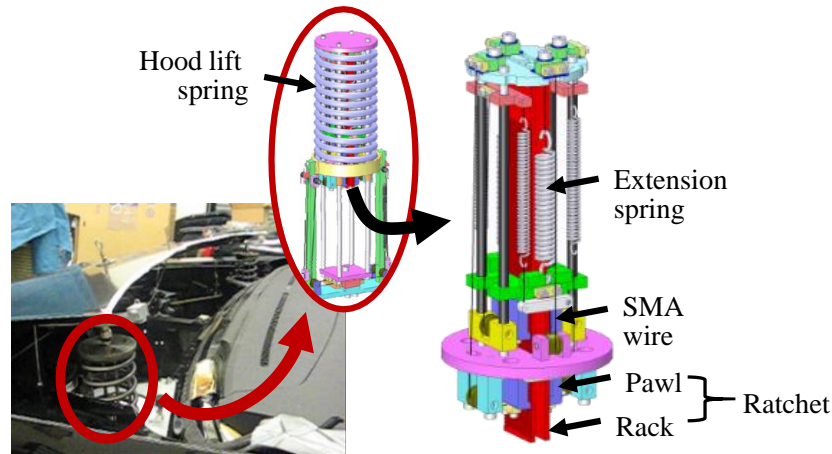 Hood lift
spring
Extension
spring
SMA
wire
Pawl
Ratchet
Rack